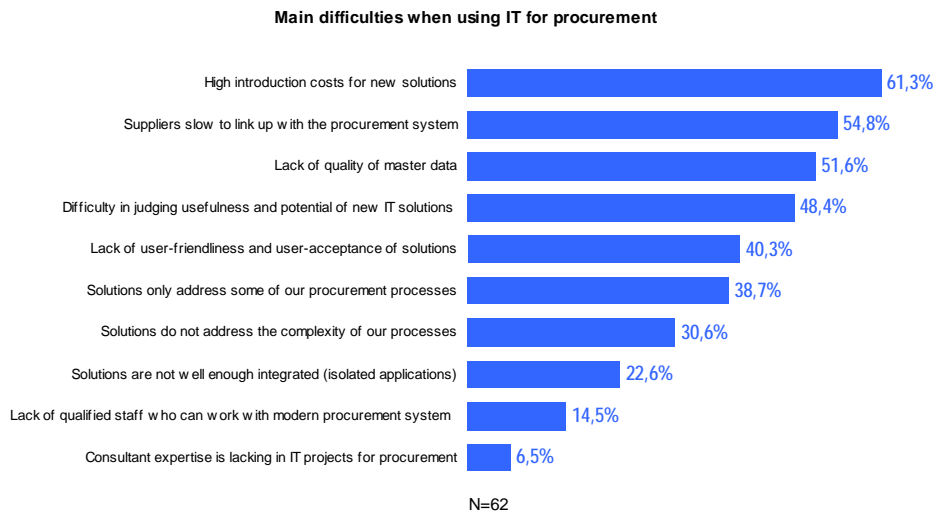 Main difficulties when using IT for procurement
High introduction costs for new solutions 61,3%
Suppliers slow to link up with the procurement system 54,8%
Lack of quality of master data 51,6%
Difficulty in judging usefulness and potential of new IT solutions 48,4%
Lack of user-friendliness and user-acceptance of solutions 40,3%
Solutions only address some of our procurement processes 38,7%
Solutions do not address the complexity of our processes 30,6%
Solutions are not well enough integrated (isolated applications) 22,6%
Lack of qualified staff who can work with modern procurement system 14,5%
Consultant expertise is lacking in IT projects for procurement 6,5%
N=62